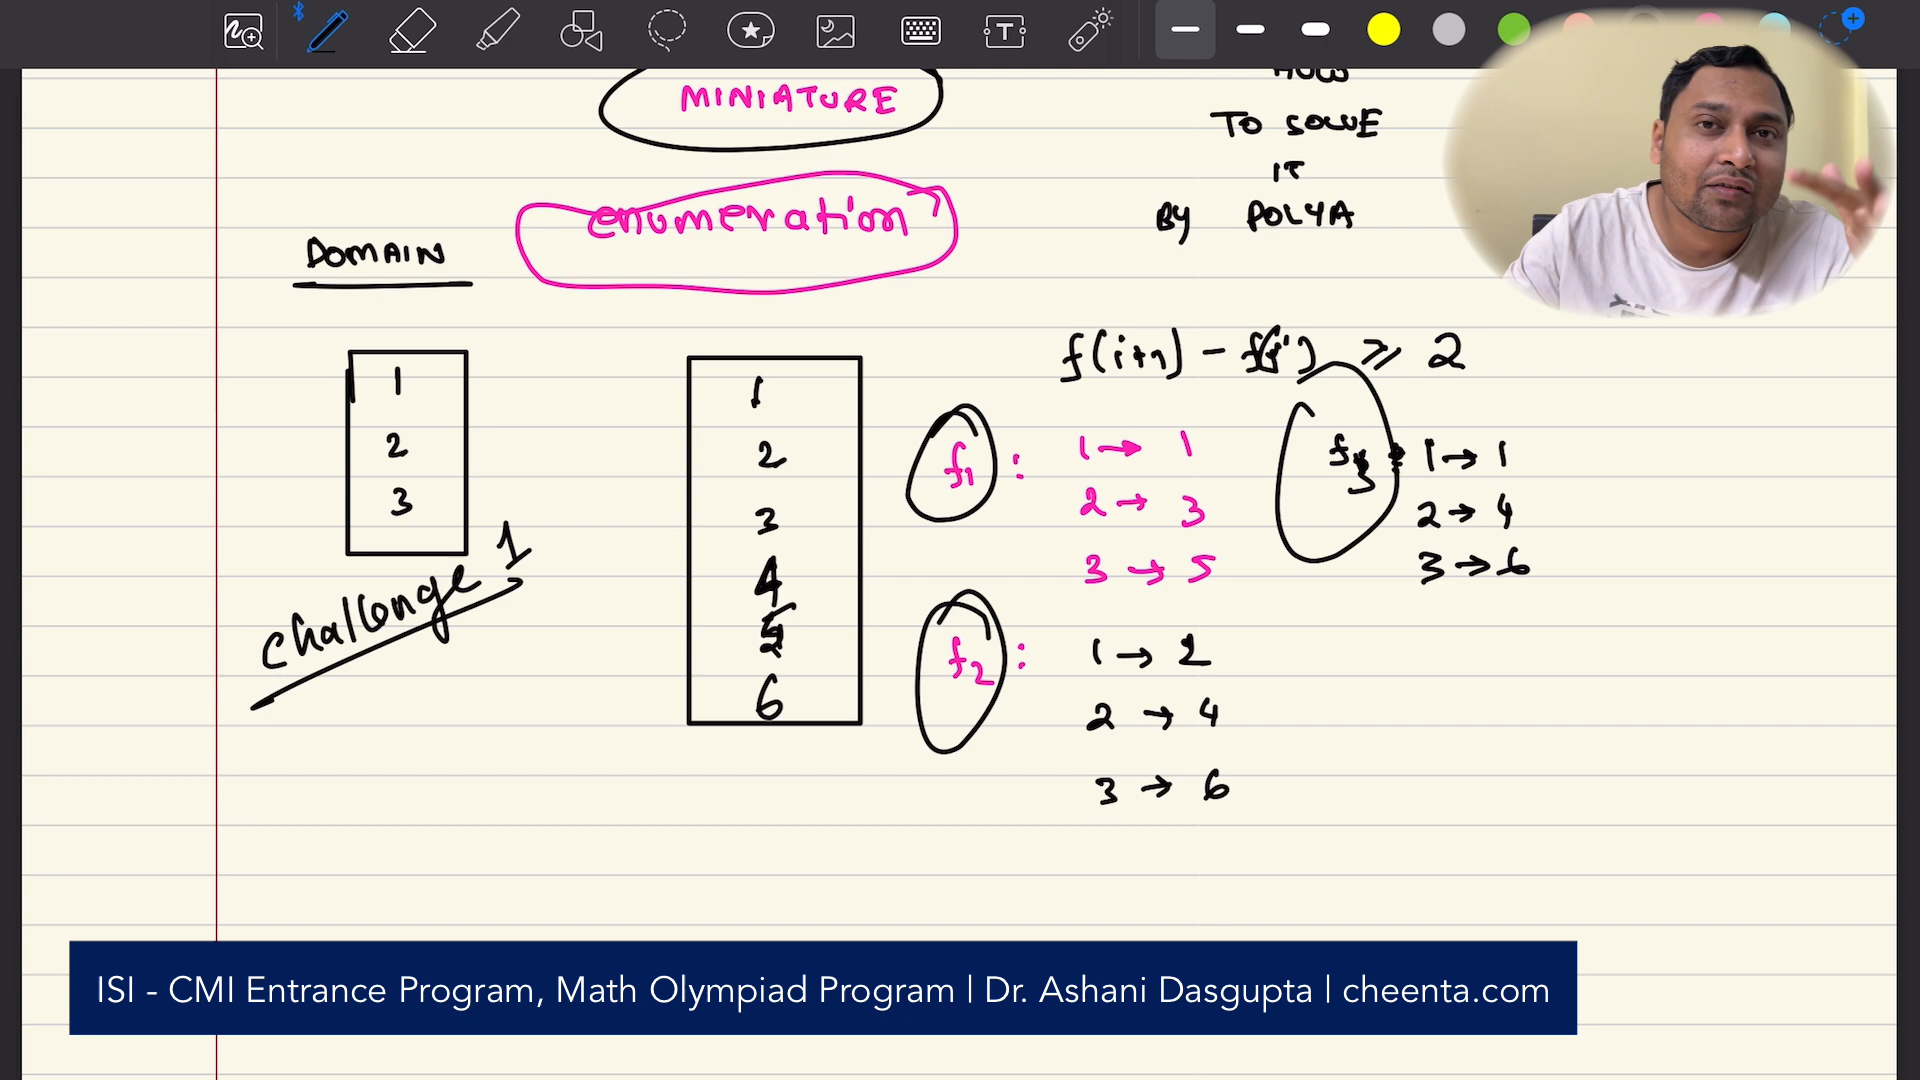 MINIATURE
TO SOLVE
IT
BY POLYA
enumeration
DOMAIN
1
2
3
challenge 1
1
2
3
4
5
6
f(i+1) - f(i) ⩾ 2
f1 : 1 → 1
2 → 3
3 → 5
f3 : 1 → 1
2 → 4
3 → 6
f2 : 1 → 2
2 → 4
3 → 6
ISI - CMI Entrance Program, Math Olympiad Program | Dr. Ashani Dasgupta | cheenta.com